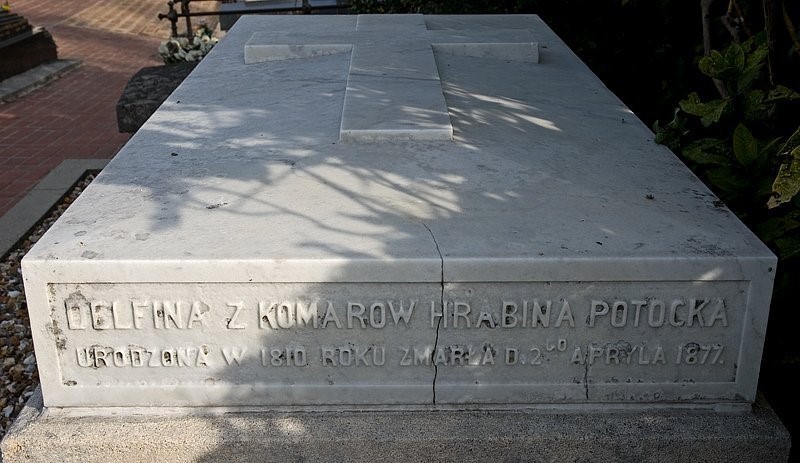 DELFINA Z KOMARÓW HRABINA POTOCKA
URODZONA W 1810. ROKU ZMARŁA D. 2GO APRYLA 1877.